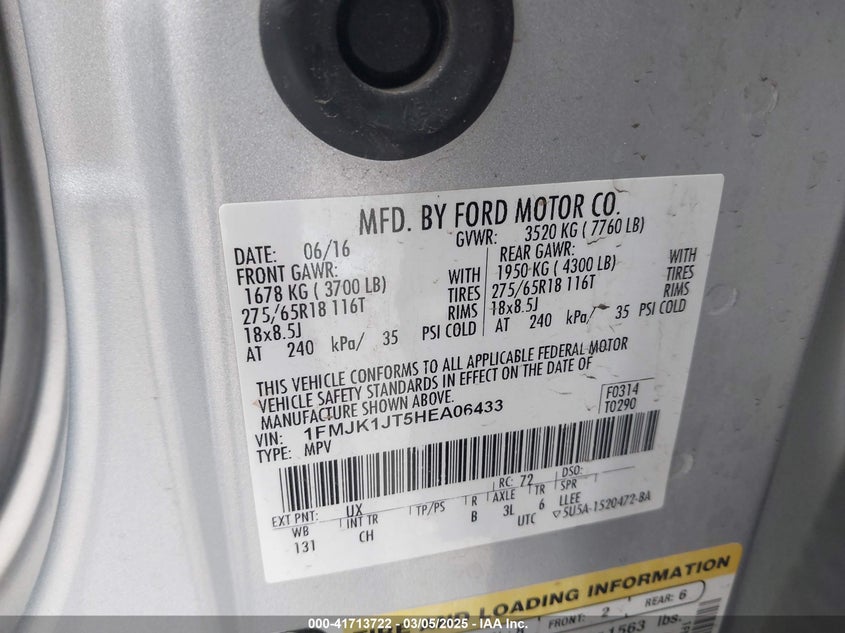 MFD. BY FORD MOTOR CO.
DATE: 06/16 GVWR: 3520 KG ( 7760 LB)
FRONT GAWR: REAR GAWR:
1678 KG ( 3700 LB) WITH 1950 KG ( 4300 LB) WITH
275/65R18 116T TIRES 275/65R18 116T TIRES
18x8.5J RIMS 18x8.5J RIMS
AT 240 kPa/ 35 PSI COLD AT 240 kPa/ 35 PSI COLD
THIS VEHICLE CONFORMS TO ALL APPLICABLE FEDERAL MOTOR
VEHICLE SAFETY STANDARDS IN EFFECT ON THE DATE OF
MANUFACTURE SHOWN ABOVE.
VIN: 1FMJK1JT5HEA06433 F0314
TYPE: MPV T0290
EXT PNT: UX RC: 72 DSO:
WB INT TR TP/PS R AXLE TR SPR
131 CH B 3L 6 LLEE
UTC ▽5U5A-1520472-BA
TIRE AND LOADING INFORMATION
FRONT: 2 REAR: 6
1563 lbs.
000-41713722 - 03/05/2025 - IAAI Inc.